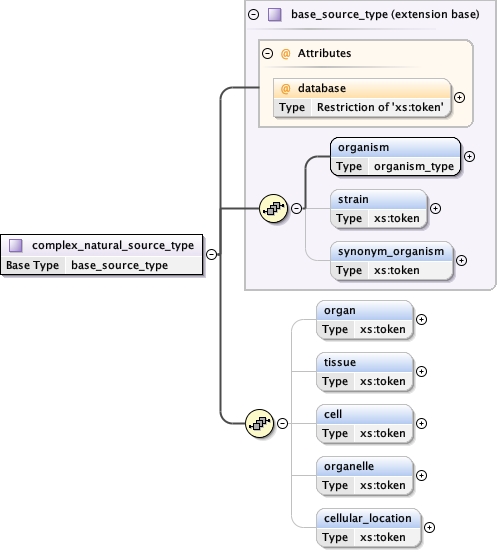 base_source_type (extension base)
@ Attributes
@ database
Type Restriction of 'xs:token'
organism
Type organism_type
strain
Type xs:token
synonym_organism
Type xs:token
complex_natural_source_type
Base Type base_source_type
organ
Type xs:token
tissue
Type xs:token
cell
Type xs:token
organelle
Type xs:token
cellular_location
Type xs:token